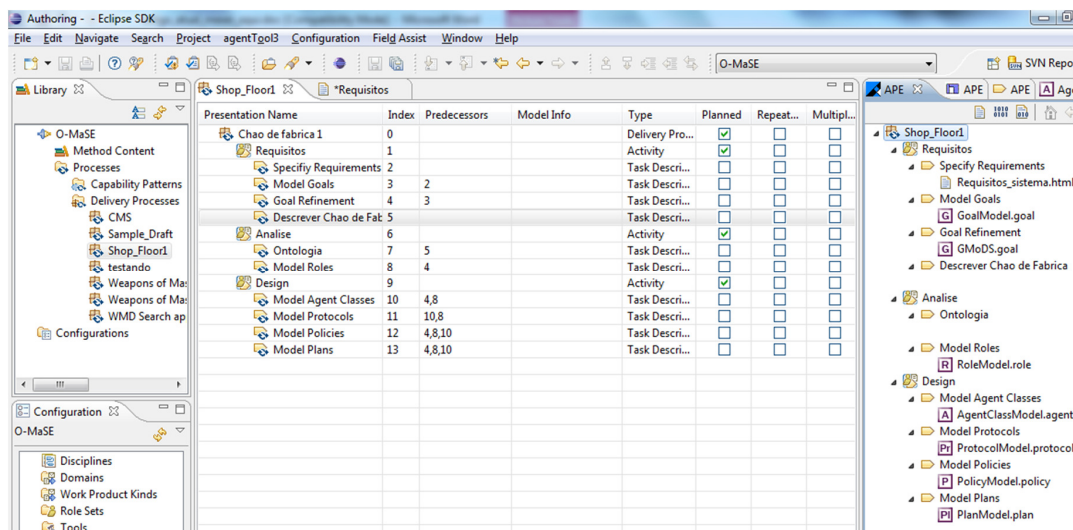 Authoring - - Eclipse SDK
File Edit Navigate Search Project agentTool3 Configuration Field Assist Window Help
O-MaSE
SVN Repo
Library
Shop_Floor1
*Requisitos
APE APE APE Ag
Presentation Name Index Predecessors Model Info Type Planned Repeat... Multipl...
Chao de fabrica 1 0 Delivery Pro...
Requisitos 1 Activity
Specifiy Requirements 2 Task Descri...
Model Goals 3 2 Task Descri...
Goal Refinement 4 3 Task Descri...
Descrever Chao de Fab 5 Task Descri...
Analise 6 Activity
Ontologia 7 5 Task Descri...
Model Roles 8 4 Task Descri...
Design 9 Activity
Model Agent Classes 10 4,8 Task Descri...
Model Protocols 11 10,8 Task Descri...
Model Policies 12 4,8,10 Task Descri...
Model Plans 13 4,8,10 Task Descri...
O-MaSE
Method Content
Processes
Capability Patterns
Delivery Processes
CMS
Sample_Draft
Shop_Floor1
testando
Weapons of Ma
Weapons of Ma
WMD Search ap
Configurations
Configuration
O-MaSE
Disciplines
Domains
Work Product Kinds
Role Sets
Tools
Shop_Floor1
Requisitos
Specify Requirements
Requisitos_sistema.html
Model Goals
G GoalModel.goal
Goal Refinement
G GMoDS.goal
Descrever Chao de Fabrica
Analise
Ontologia
Model Roles
R RoleModel.role
Design
Model Agent Classes
A AgentClassModel.agent
Model Protocols
Pr ProtocolModel.protocol
Model Policies
P PolicyModel.policy
Model Plans
Pl PlanModel.plan